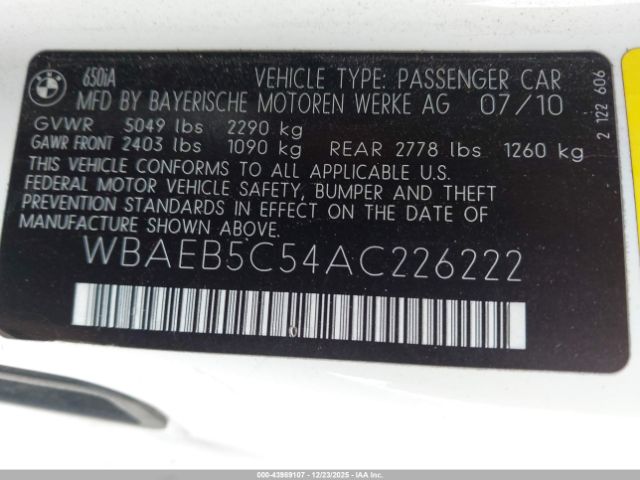 BMW
650iA VEHICLE TYPE: PASSENGER CAR
MFD BY BAYERISCHE MOTOREN WERKE AG 07/10
GVWR 5049 lbs 2290 kg
GAWR FRONT 2403 lbs 1090 kg REAR 2778 lbs 1260 kg
THIS VEHICLE CONFORMS TO ALL APPLICABLE U.S.
FEDERAL MOTOR VEHICLE SAFETY, BUMPER AND THEFT
PREVENTION STANDARDS IN EFFECT ON THE DATE OF
MANUFACTURE SHOWN ABOVE:
WBAEB5C54AC226222
2 122 606
000-43969107 - 12/23/2025 - IAAI.CA